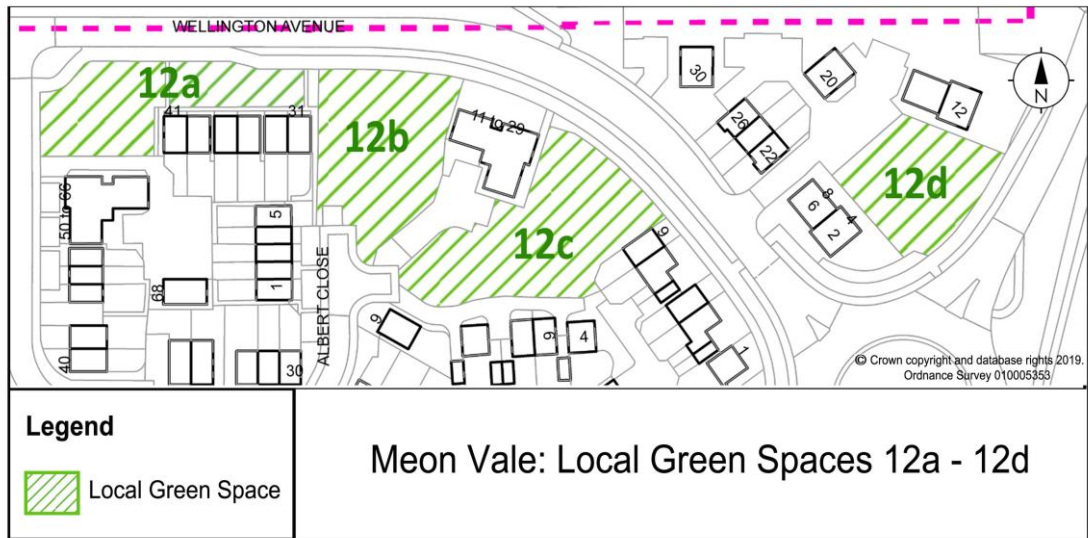 WELLINGTON AVENUE
12a
41
31
12b
11 to 29
12c
30
20
12
26
22
12d
8
6
4
2
N
50 to 66
5
1
68
40
30
ALBERT CLOSE
9
9
4
9
1
© Crown copyright and database rights 2019.
Ordnance Survey 010005353
Legend
Local Green Space
Meon Vale: Local Green Spaces 12a - 12d